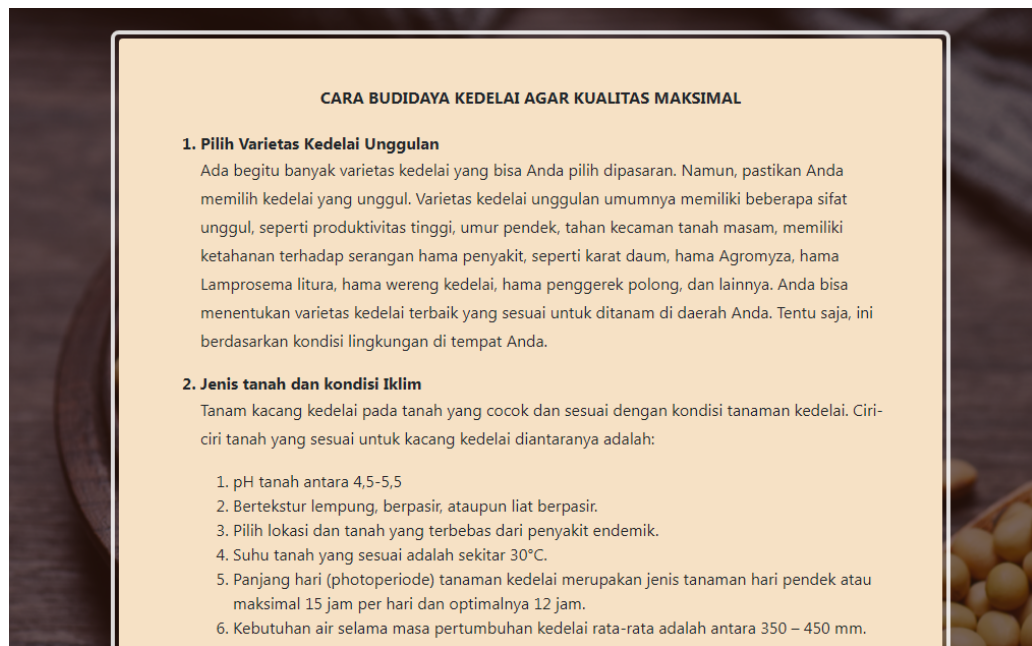 CARA BUDIDAYA KEDELAI AGAR KUALITAS MAKSIMAL
1. Pilih Varietas Kedelai Unggulan
Ada begitu banyak varietas kedelai yang bisa Anda pilih dipasaran. Namun, pastikan Anda
memilih kedelai yang unggul. Varietas kedelai unggulan umumnya memiliki beberapa sifat
unggul, seperti produktivitas tinggi, umur pendek, tahan kecaman tanah masam, memiliki
ketahanan terhadap serangan hama penyakit, seperti karat daum, hama Agromyza, hama
Lamprosema litura, hama wereng kedelai, hama penggerek polong, dan lainnya. Anda bisa
menentukan varietas kedelai terbaik yang sesuai untuk ditanam di daerah Anda. Tentu saja, ini
berdasarkan kondisi lingkungan di tempat Anda.
2. Jenis tanah dan kondisi Iklim
Tanam kacang kedelai pada tanah yang cocok dan sesuai dengan kondisi tanaman kedelai. Ciri-
ciri tanah yang sesuai untuk kacang kedelai diantaranya adalah:
1. pH tanah antara 4,5-5,5
2. Bertekstur lempung, berpasir, ataupun liat berpasir.
3. Pilih lokasi dan tanah yang terbebas dari penyakit endemik.
4. Suhu tanah yang sesuai adalah sekitar 30°C.
5. Panjang hari (photoperiode) tanaman kedelai merupakan jenis tanaman hari pendek atau
maksimal 15 jam per hari dan optimalnya 12 jam.
6. Kebutuhan air selama masa pertumbuhan kedelai rata-rata adalah antara 350 – 450 mm.